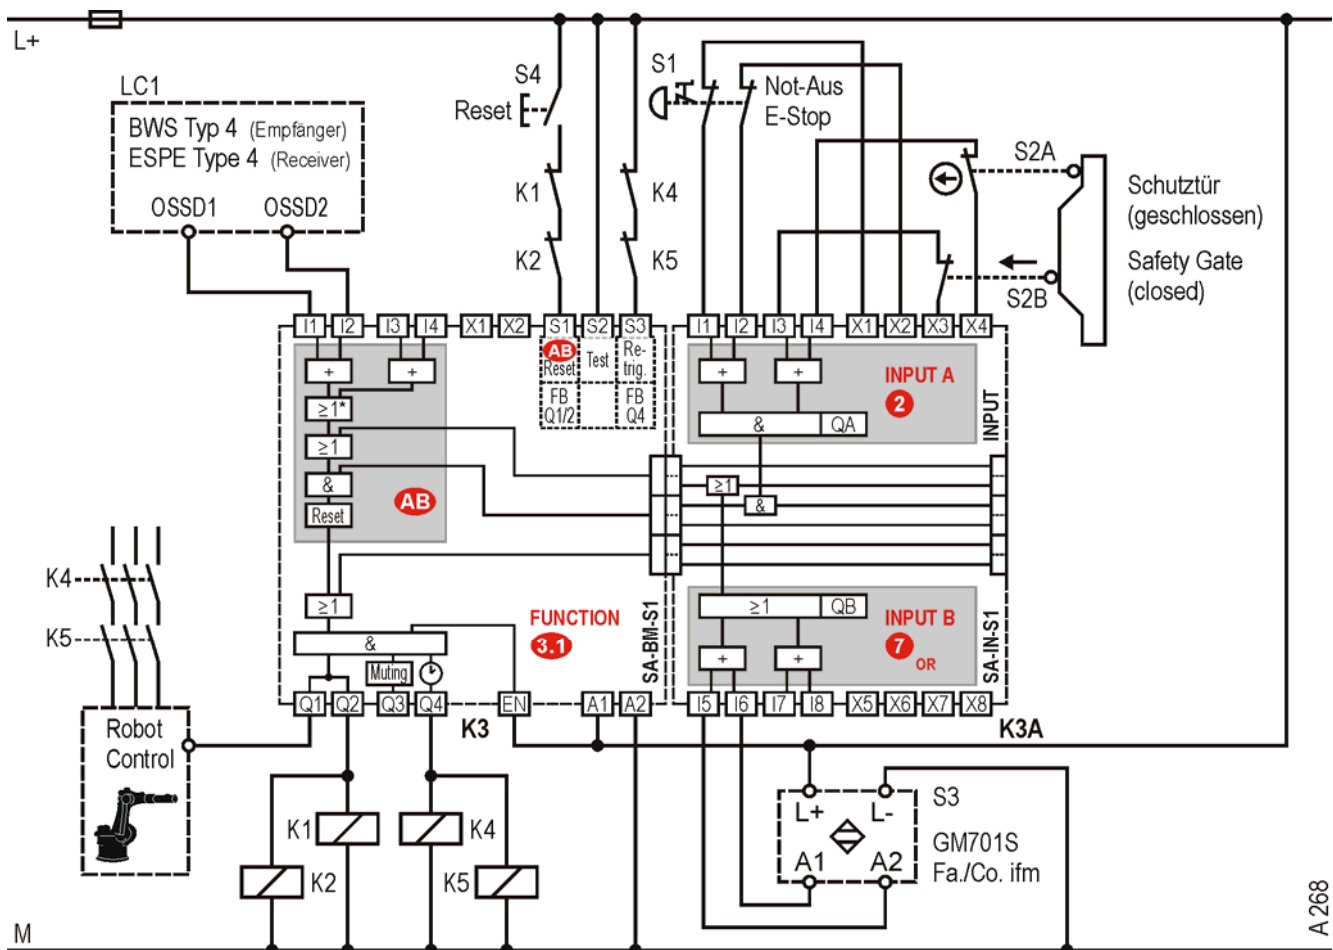 L+
LC1
BWS Typ 4 (Empfänger)
ESPE Type 4 (Receiver)
OSSD1 OSSD2
S4
Reset
K1
K2
K4
K5
S1
Not-Aus
E-Stop
S2A
S2B
Schutztür
(geschlossen)
Safety Gate
(closed)
I1 I2 I3 I4 X1 X2 S1 S2 S3
I1 I2 I3 I4 X1 X2 X3 X4
AB
Reset
Test
Re-
trig.
FB
Q1/2
FB
Q4
+ +
≥1*
≥1
&
Reset
AB
+ +
INPUT A
2
& QA
INPUT
≥1
&
≥1
&
Muting
FUNCTION
3.1
SA-BM-S1
≥1 QB
INPUT B
7
OR
+ +
SA-IN-S1
Q1 Q2 Q3 Q4 EN A1 A2
K3
I5 I6 I7 I8 X5 X6 X7 X8
K3A
K4
K5
Robot
Control
K1
K2
K4
K5
L+ L-
A1 A2
S3
GM701S
Fa./Co. ifm
M
A 268